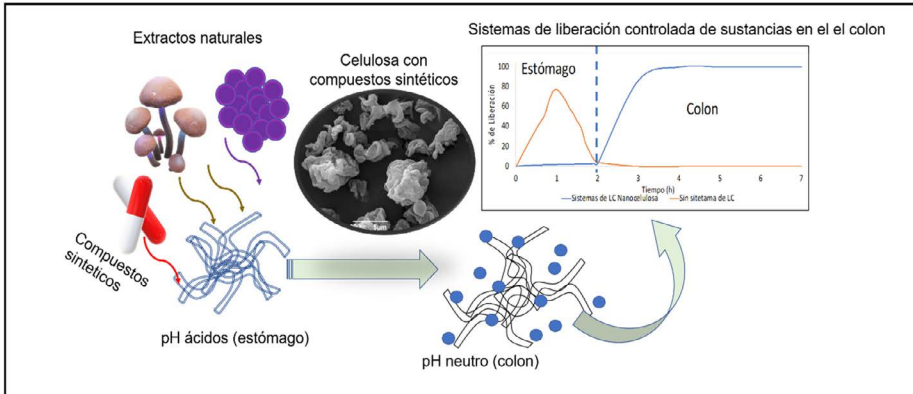 Sistemas de liberación controlada de sustancias en el el colon
Extractos naturales
Celulosa con
compuestos sintéticos
Estómago
Colon
% de Liberación
100
80
60
40
20
0
0 1 2 3 4 5 6 7
Tiempo (h)
Sistemas de LC Nanocelulosa
Sin sitetama de LC
1µm
Compuestos
sinteticos
pH ácidos (estómago)
pH neutro (colon)